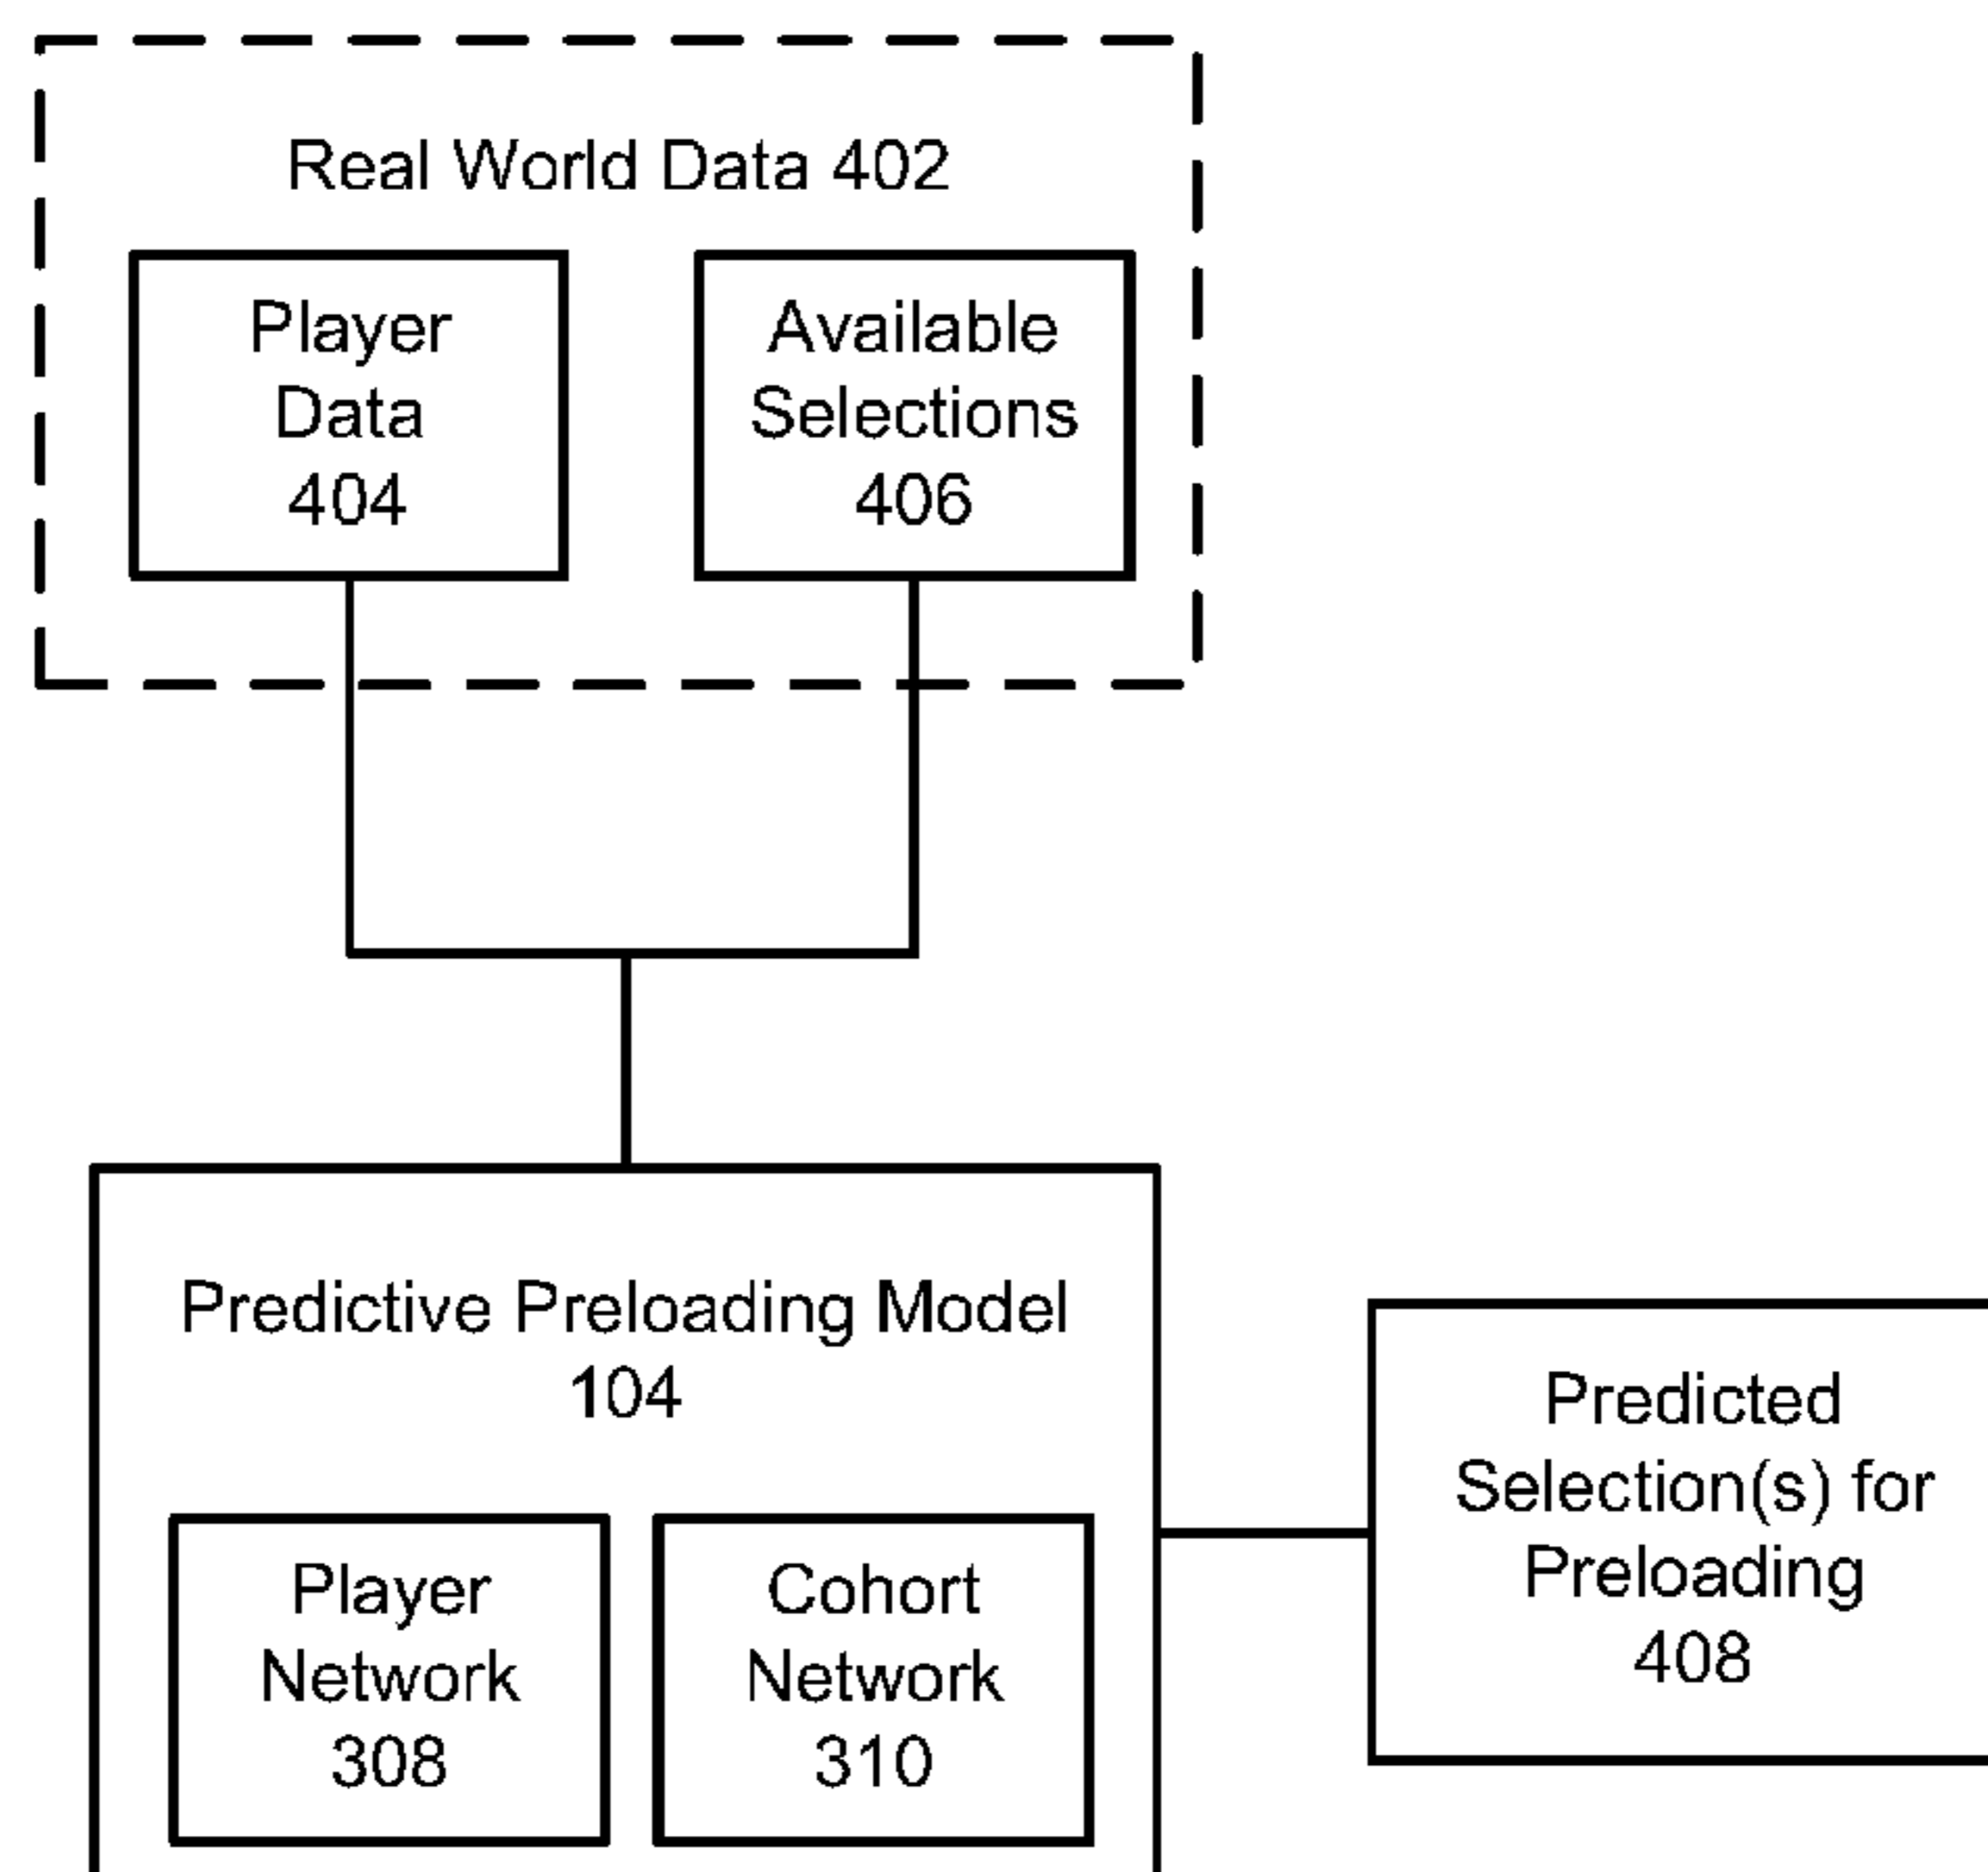 Real World Data 402
Player
Data
404
Available
Selections
406
Predictive Preloading Model
104
Player
Network
308
Cohort
Network
310
Predicted
Selection(s) for
Preloading
408